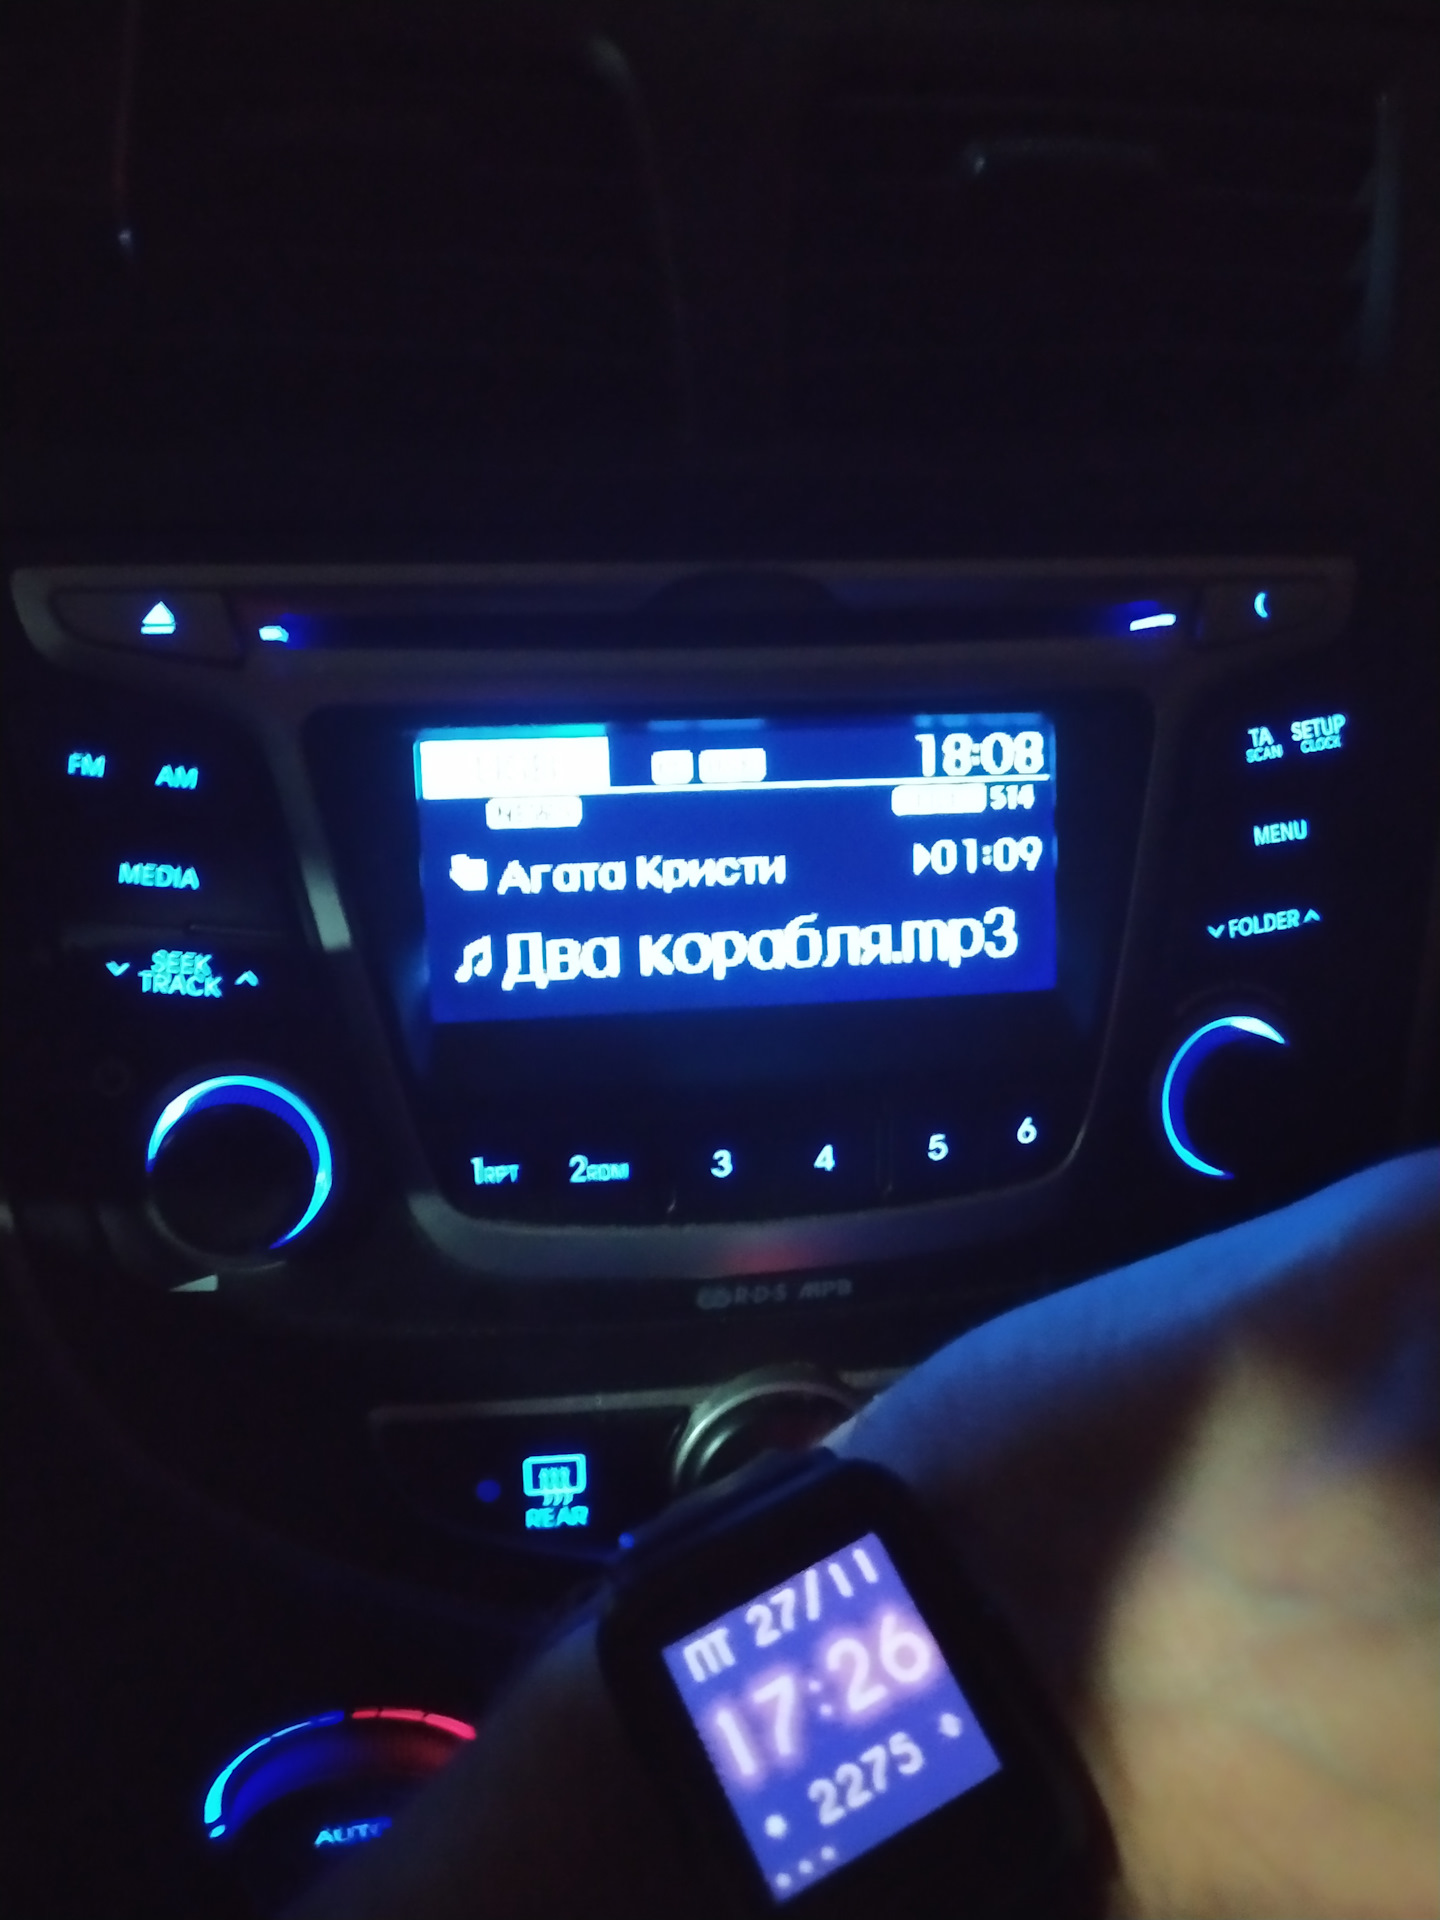 FM
AM
MEDIA
SEEK
TRACK
18:08
514
Агата Кристи
01:09
Два корабля.mp3
TA
SCAN
SETUP
CLOCK
MENU
FOLDER
1RPT
2RDM
3
4
5
6
R·D·S
REAR
AUTO
ПТ 27/11
17:26
2275